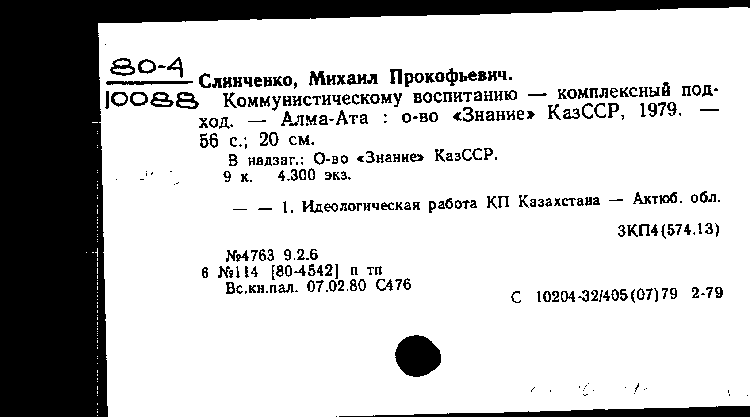 80-4
10088
Слинченко, Михаил Прокофьевич.
Коммунистическому воспитанию — комплексный под-
ход. — Алма-Ата : о-во «Знание» КазССР, 1979. —
56 с.; 20 см.
В надзаг.: О-во «Знание» КазССР.
9 к. 4.300 экз.
— — 1. Идеологическая работа КП Казахстана — Актюб. обл.
3КП4(574.13)
№4763 9.2.6
6 №114 [80-4542] п тп
Вс.кн.пал. 07.02.80 С476
С 10204-32/405(07)79 2-79